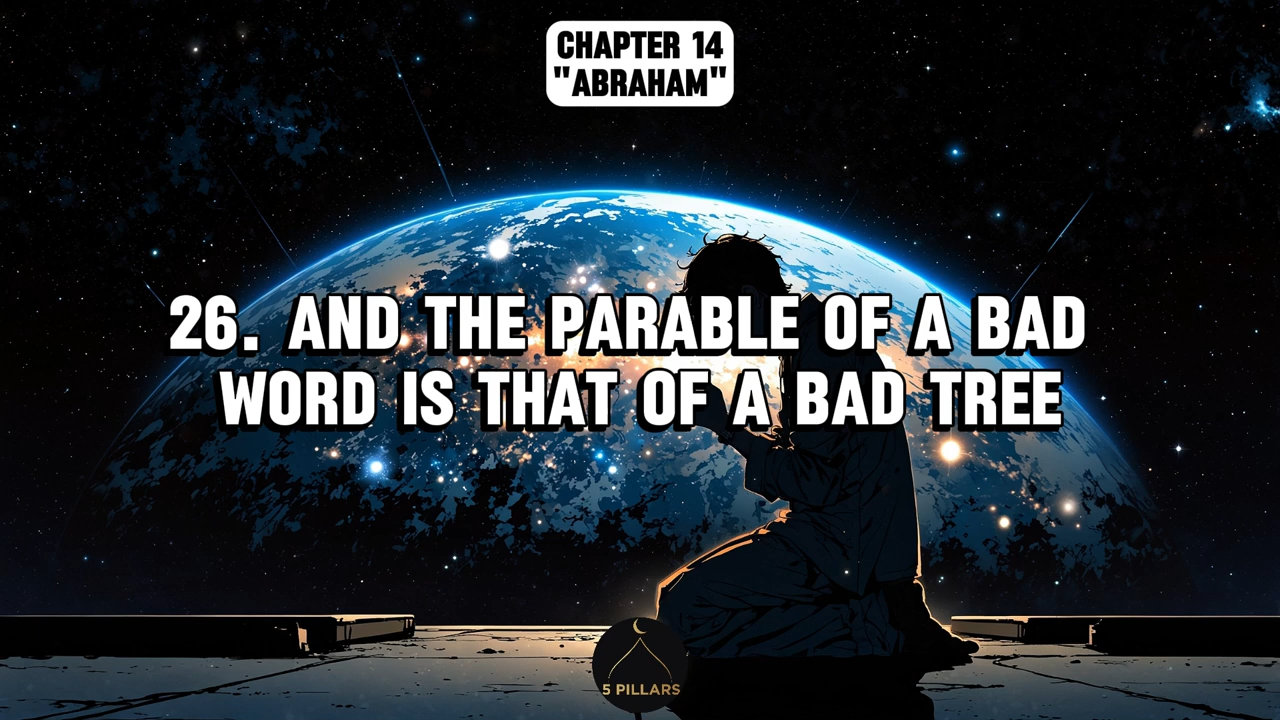 CHAPTER 14
"ABRAHAM"
26. AND THE PARABLE OF A BAD
WORD IS THAT OF A BAD TREE
5 PILLARS